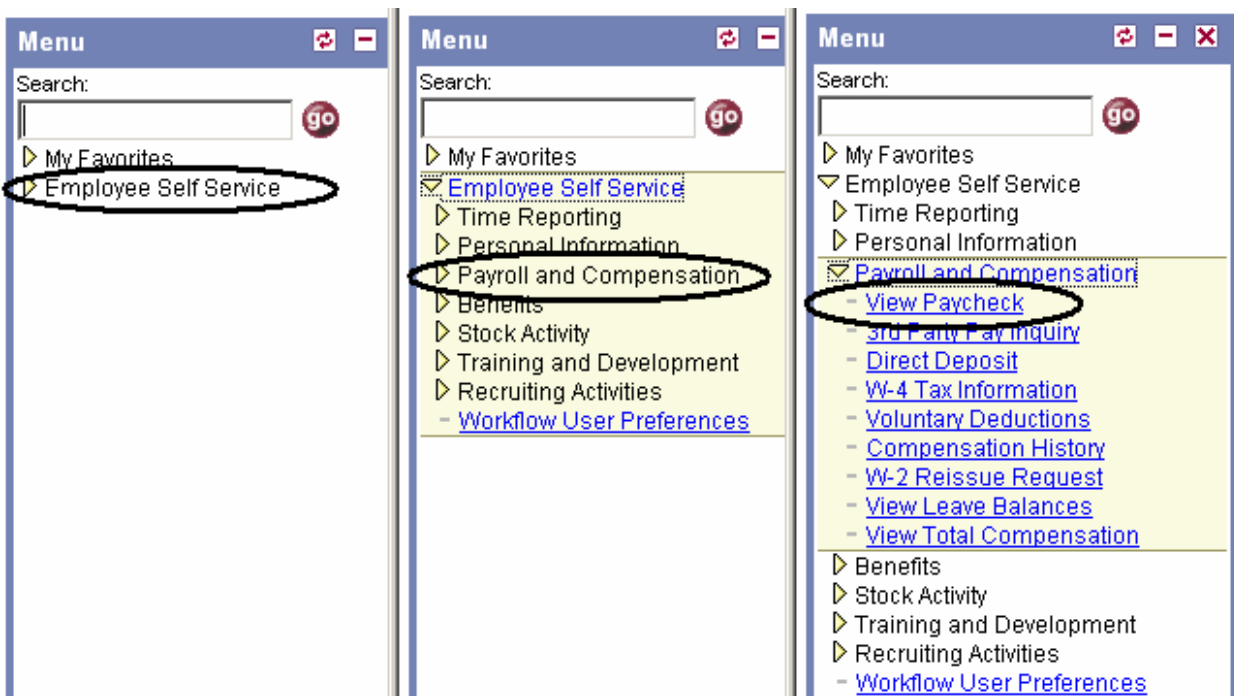 Menu
Search:
go
My Favorites
Employee Self Service
Menu
Search:
go
My Favorites
Employee Self Service
Time Reporting
Personal Information
Payroll and Compensation
Benefits
Stock Activity
Training and Development
Recruiting Activities
Workflow User Preferences
Menu
Search:
go
My Favorites
Employee Self Service
Time Reporting
Personal Information
Payroll and Compensation
View Paycheck
3rd Party Pay Inquiry
Direct Deposit
W-4 Tax Information
Voluntary Deductions
Compensation History
W-2 Reissue Request
View Leave Balances
View Total Compensation
Benefits
Stock Activity
Training and Development
Recruiting Activities
Workflow User Preferences